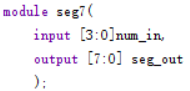 module seg7(
input [3:0]num_in,
output [7:0] seg_out
);